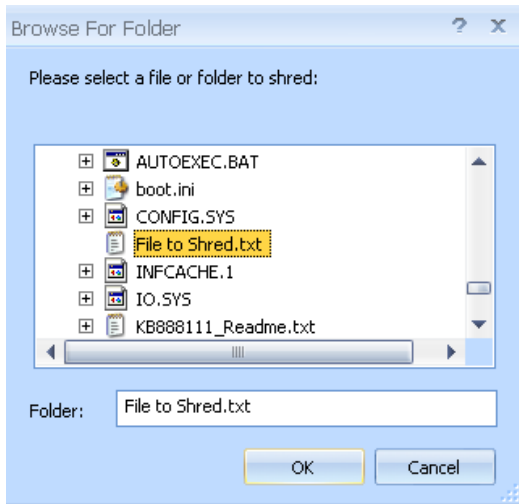 Browse For Folder
Please select a file or folder to shred:
AUTOEXEC.BAT
boot.ini
CONFIG.SYS
File to Shred.txt
INFCACHE.1
IO.SYS
KB888111_Readme.txt
Folder: File to Shred.txt
OK Cancel